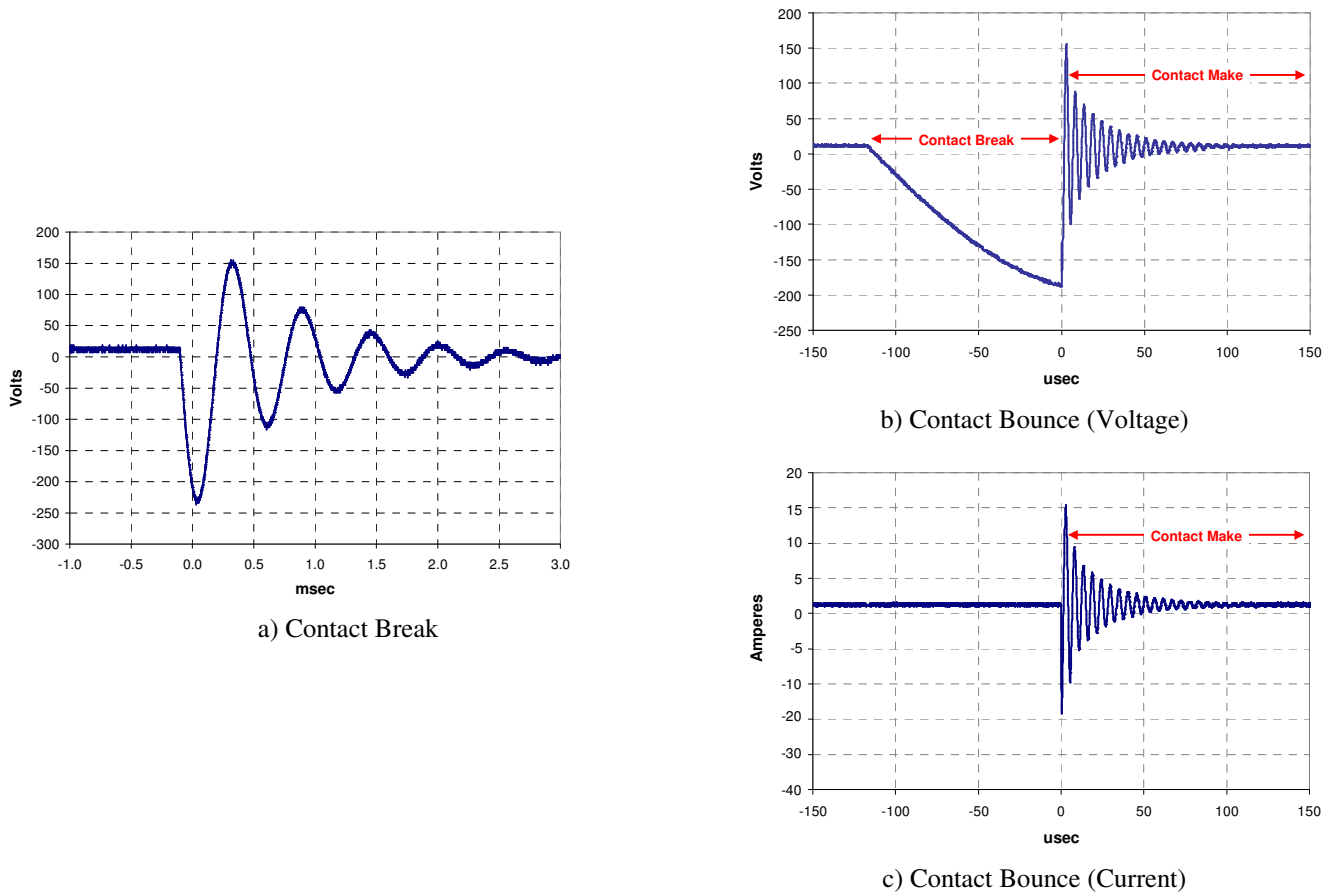 200
150
100
50
0
-50
-100
-150
-200
-250
-300
Volts
-1.0 -0.5 0.0 0.5 1.0 1.5 2.0 2.5 3.0
msec
a) Contact Break
200
150
100
50
0
-50
-100
-150
-200
-250
Volts
Contact Make
Contact Break
-150 -100 -50 0 50 100 150
usec
b) Contact Bounce (Voltage)
20
15
10
5
0
-5
-10
-20
-30
-40
Amperes
Contact Make
-150 -100 -50 0 50 100 150
usec
c) Contact Bounce (Current)